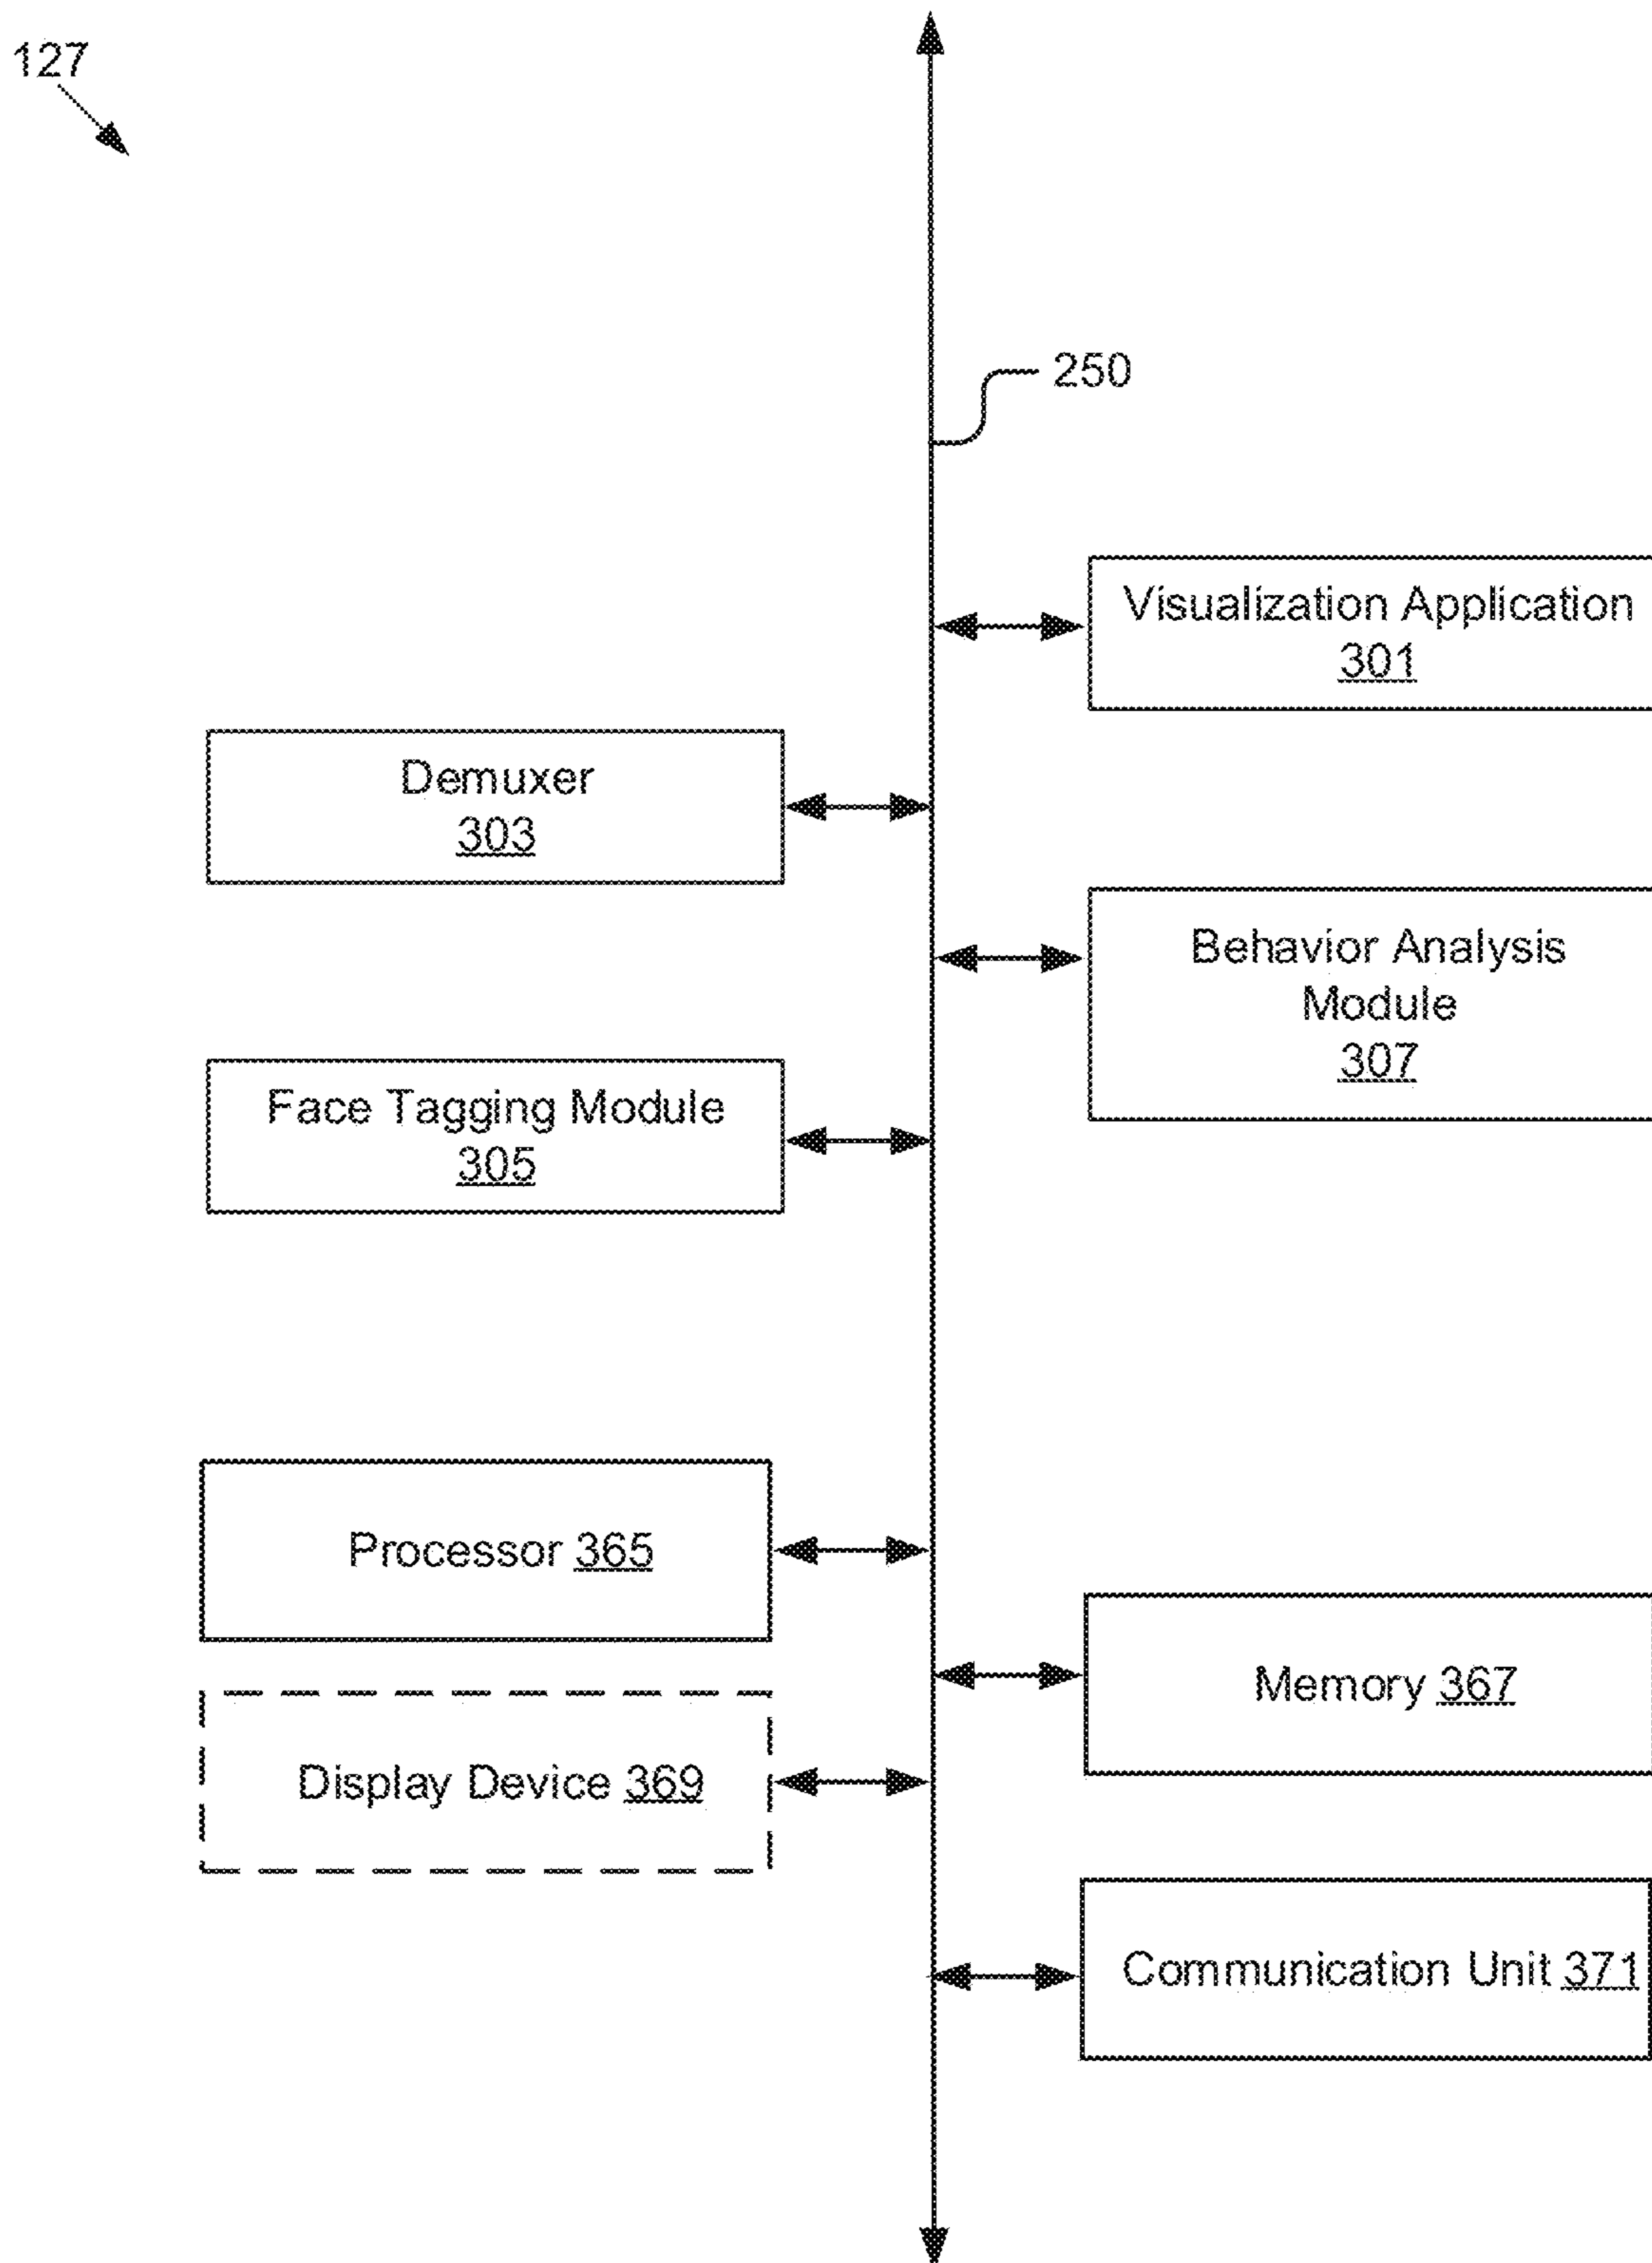 127
250
Visualization Application
301
Demuxer
303
Behavior Analysis
Module
307
Face Tagging Module
305
Processor 365
Memory 367
Display Device 369
Communication Unit 371